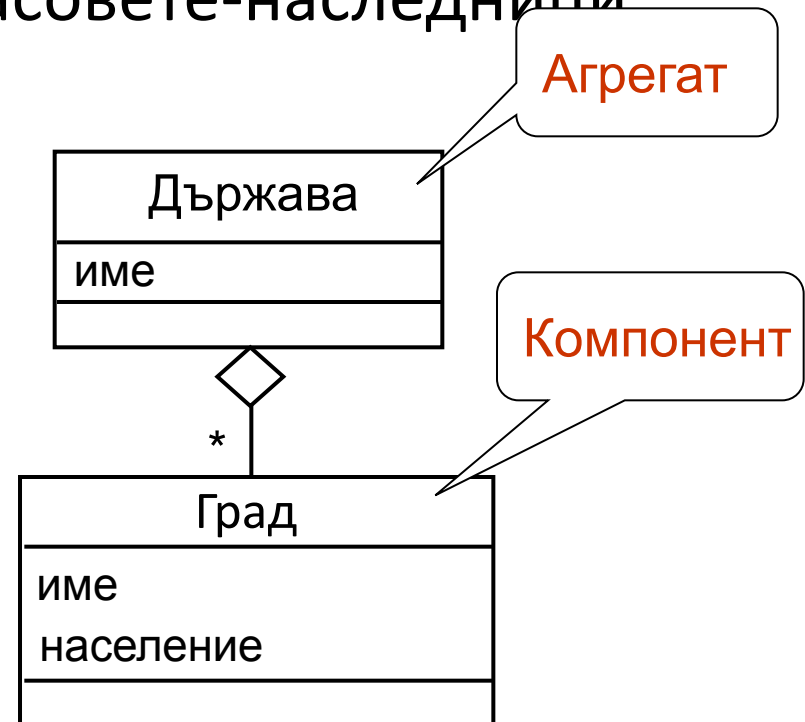 Агрегат
Държава
име
Компонент
*
Град
име
население